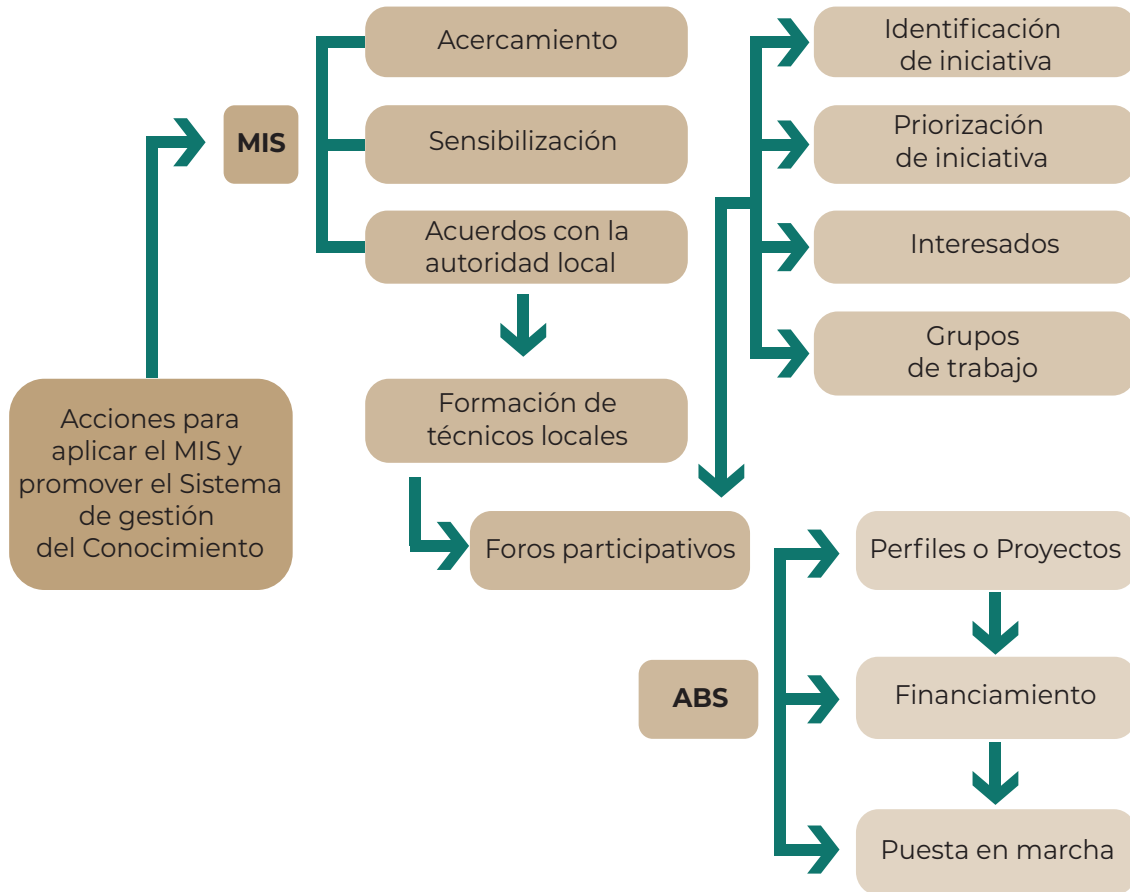 Acercamiento
Identificación
de iniciativa
MIS
Sensibilización
Priorización
de iniciativa
Acuerdos con la
autoridad local
Interesados
Grupos
de trabajo
Acciones para
aplicar el MIS y
promover el Sistema
de gestión
del Conocimiento
Formación de
técnicos locales
Foros participativos
Perfiles o Proyectos
ABS
Financiamiento
Puesta en marcha